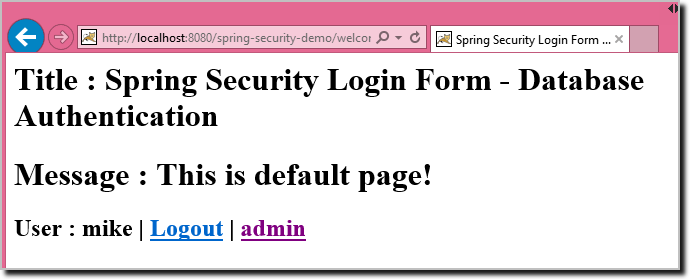 http://localhost:8080/spring-security-demo/welcor
Spring Security Login Form ...
Title : Spring Security Login Form - Database
Authentication
Message : This is default page!
User : mike | Logout | admin